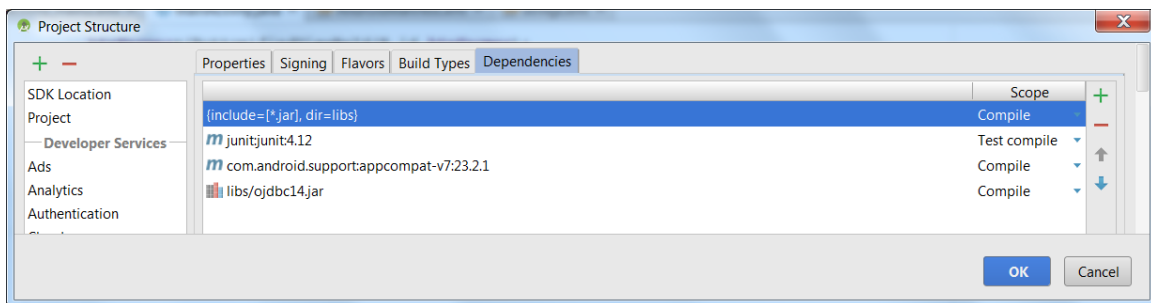 Project Structure
Properties Signing Flavors Build Types Dependencies
SDK Location
Project
Developer Services
Ads
Analytics
Authentication
Scope
{include=[*.jar], dir=libs} Compile
m junit:junit:4.12 Test compile
m com.android.support:appcompat-v7:23.2.1 Compile
libs/ojdbc14.jar Compile
OK Cancel